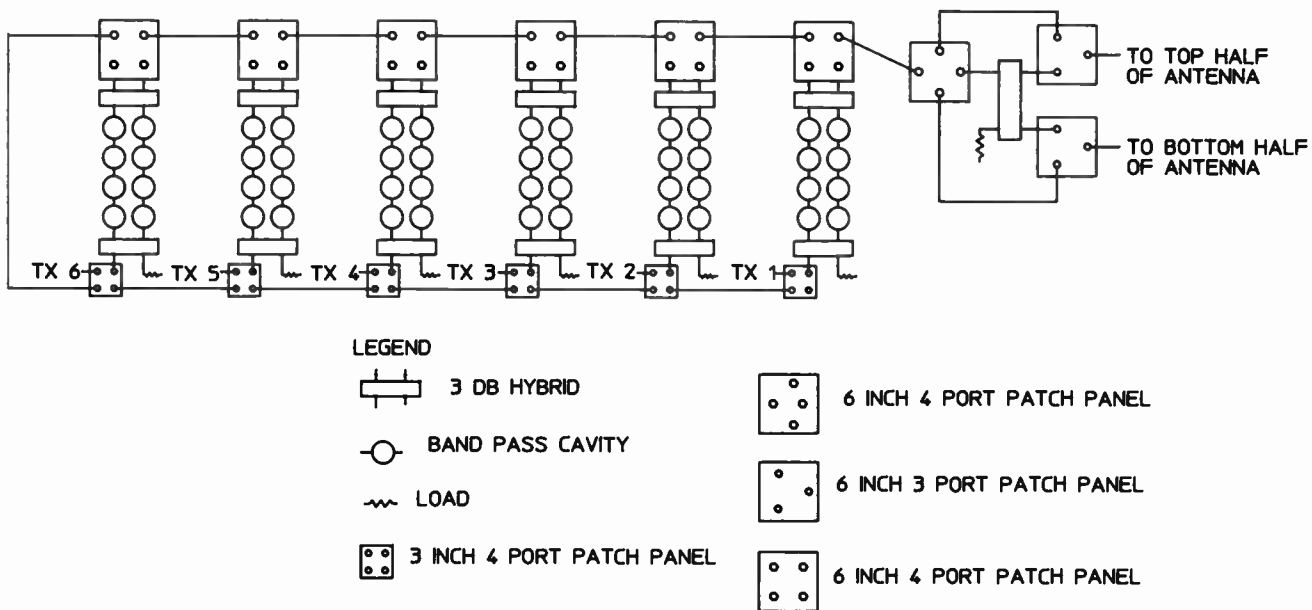 TO TOP HALF
OF ANTENNA
TO BOTTOM HALF
OF ANTENNA
TX 6
TX 5
TX 4
TX 3
TX 2
TX 1
LEGEND
3 DB HYBRID
BAND PASS CAVITY
LOAD
3 INCH 4 PORT PATCH PANEL
6 INCH 4 PORT PATCH PANEL
6 INCH 3 PORT PATCH PANEL
6 INCH 4 PORT PATCH PANEL